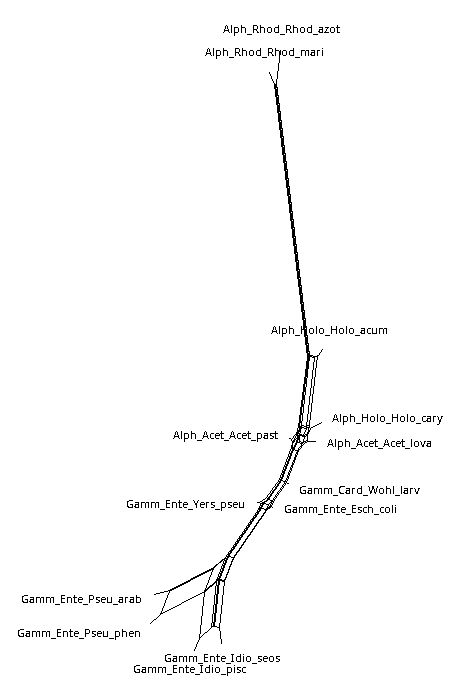 Alph_Rhod_Rhod_azot
Alph_Rhod_Rhod_mari
Alph_Holo_Holo_acum
Alph_Holo_Holo_cary
Alph_Acet_Acet_past
Alph_Acet_Acet_lova
Gamm_Card_Wohl_larv
Gamm_Ente_Yers_pseu
Gamm_Ente_Esch_coli
Gamm_Ente_Pseu_arab
Gamm_Ente_Pseu_phen
Gamm_Ente_Idio_seos
Gamm_Ente_Idio_pisc